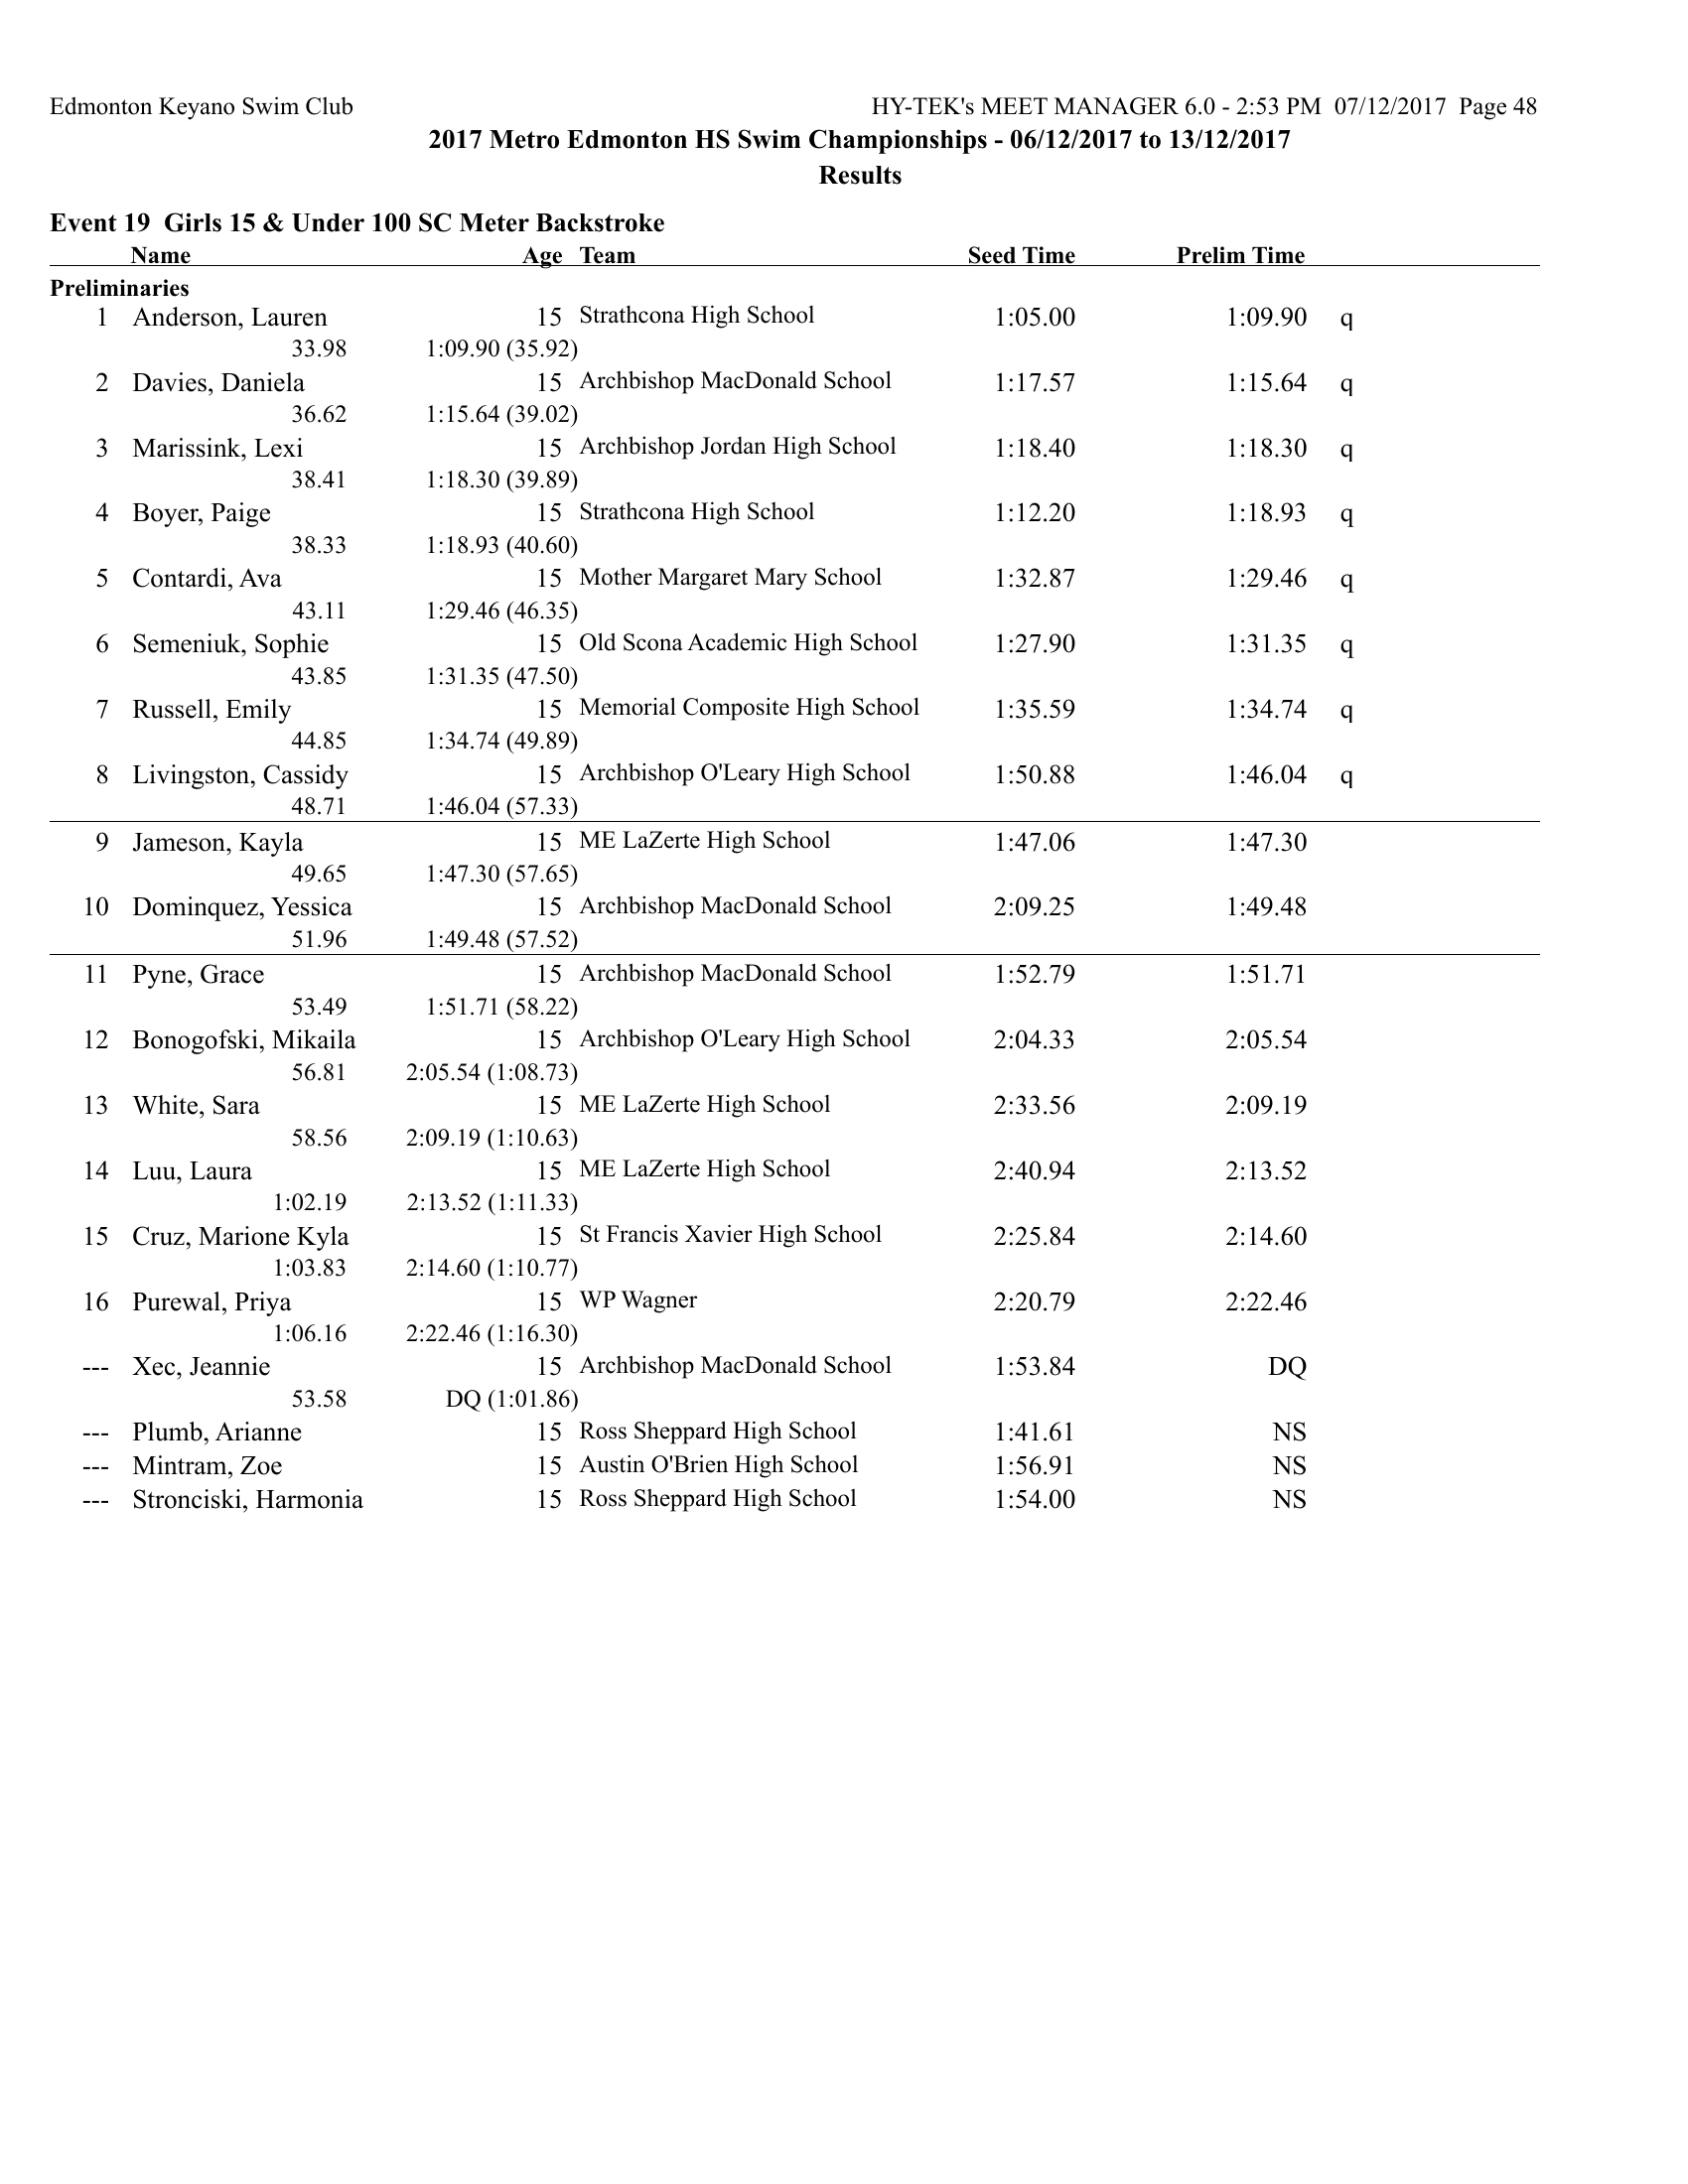 Edmonton Keyano Swim Club HY-TEK's MEET MANAGER 6.0 - 2:53 PM 07/12/2017 Page 48
2017 Metro Edmonton HS Swim Championships - 06/12/2017 to 13/12/2017
Results
Event 19 Girls 15 & Under 100 SC Meter Backstroke
Name Age Team Seed Time Prelim Time
Preliminaries
1 Anderson, Lauren 15 Strathcona High School 1:05.00 1:09.90 q
33.98 1:09.90 (35.92)
2 Davies, Daniela 15 Archbishop MacDonald School 1:17.57 1:15.64 q
36.62 1:15.64 (39.02)
3 Marissink, Lexi 15 Archbishop Jordan High School 1:18.40 1:18.30 q
38.41 1:18.30 (39.89)
4 Boyer, Paige 15 Strathcona High School 1:12.20 1:18.93 q
38.33 1:18.93 (40.60)
5 Contardi, Ava 15 Mother Margaret Mary School 1:32.87 1:29.46 q
43.11 1:29.46 (46.35)
6 Semeniuk, Sophie 15 Old Scona Academic High School 1:27.90 1:31.35 q
43.85 1:31.35 (47.50)
7 Russell, Emily 15 Memorial Composite High School 1:35.59 1:34.74 q
44.85 1:34.74 (49.89)
8 Livingston, Cassidy 15 Archbishop O'Leary High School 1:50.88 1:46.04 q
48.71 1:46.04 (57.33)
9 Jameson, Kayla 15 ME LaZerte High School 1:47.06 1:47.30
49.65 1:47.30 (57.65)
10 Dominquez, Yessica 15 Archbishop MacDonald School 2:09.25 1:49.48
51.96 1:49.48 (57.52)
11 Pyne, Grace 15 Archbishop MacDonald School 1:52.79 1:51.71
53.49 1:51.71 (58.22)
12 Bonogofski, Mikaila 15 Archbishop O'Leary High School 2:04.33 2:05.54
56.81 2:05.54 (1:08.73)
13 White, Sara 15 ME LaZerte High School 2:33.56 2:09.19
58.56 2:09.19 (1:10.63)
14 Luu, Laura 15 ME LaZerte High School 2:40.94 2:13.52
1:02.19 2:13.52 (1:11.33)
15 Cruz, Marione Kyla 15 St Francis Xavier High School 2:25.84 2:14.60
1:03.83 2:14.60 (1:10.77)
16 Purewal, Priya 15 WP Wagner 2:20.79 2:22.46
1:06.16 2:22.46 (1:16.30)
--- Xec, Jeannie 15 Archbishop MacDonald School 1:53.84 DQ
53.58 DQ (1:01.86)
--- Plumb, Arianne 15 Ross Sheppard High School 1:41.61 NS
--- Mintram, Zoe 15 Austin O'Brien High School 1:56.91 NS
--- Stronciski, Harmonia 15 Ross Sheppard High School 1:54.00 NS